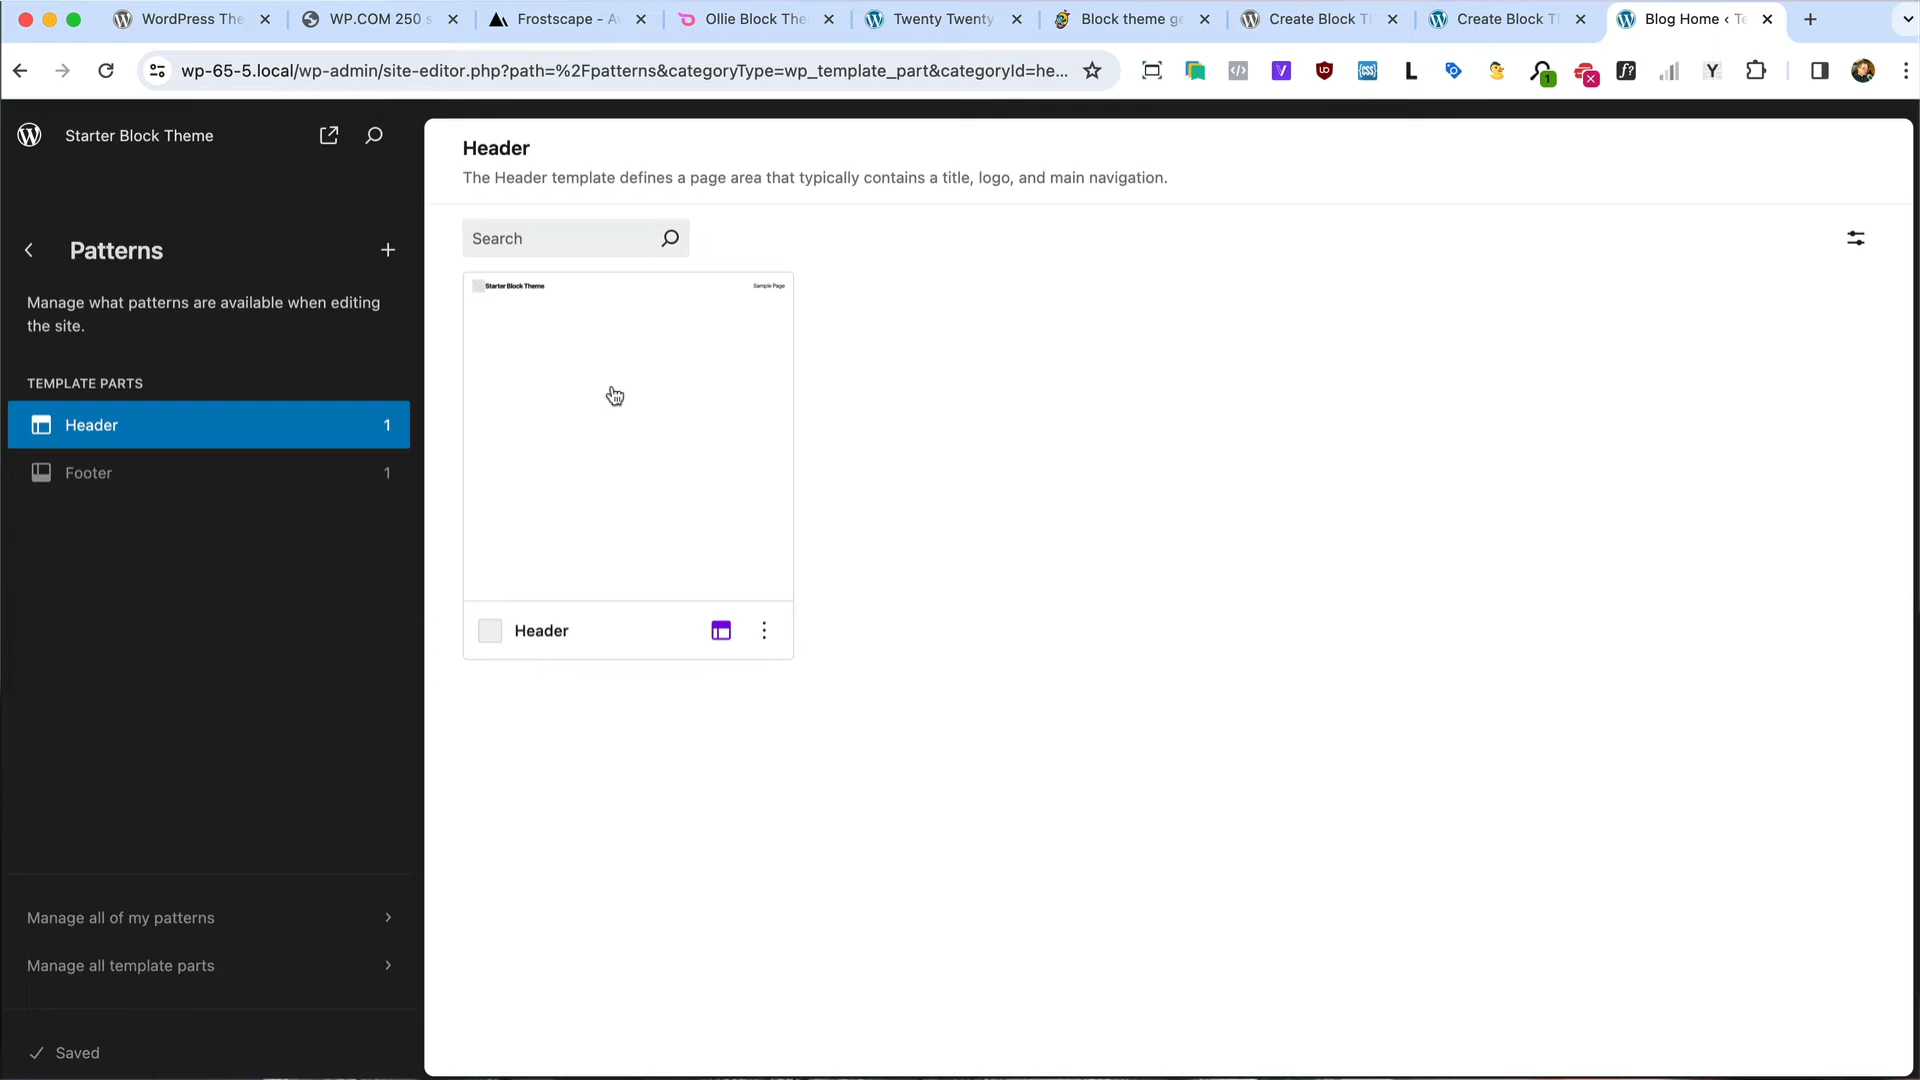 WordPress The
WP.COM 250 s
Frostscape - A
Ollie Block The
Twenty Twenty
Block theme ge
Create Block T
Create Block T
Blog Home ‹ Te
wp-65-5.local/wp-admin/site-editor.php?path=%2Fpatterns&categoryType=wp_template_part&categoryId=he...
Starter Block Theme
Patterns
Manage what patterns are available when editing
the site.
TEMPLATE PARTS
Header 1
Footer 1
Manage all of my patterns
Manage all template parts
Saved
Header
The Header template defines a page area that typically contains a title, logo, and main navigation.
Search
Starter Block Theme
Sample Page
Header